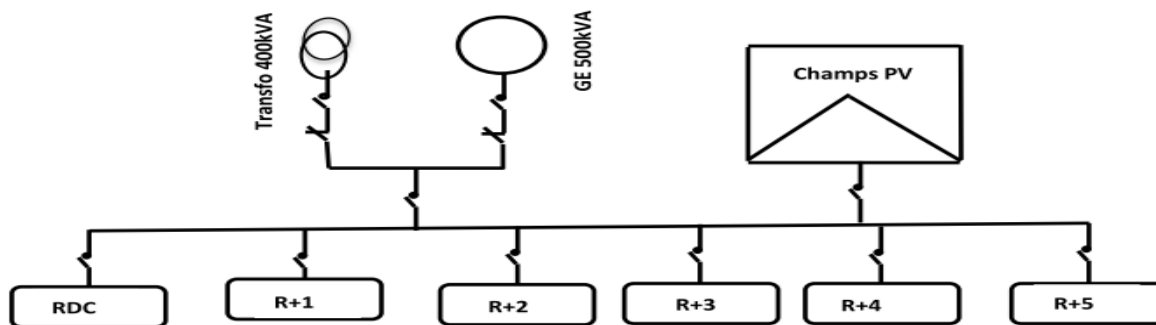 Transfo 400kVA
GE 500kVA
Champs PV
RDC
R+1
R+2
R+3
R+4
R+5